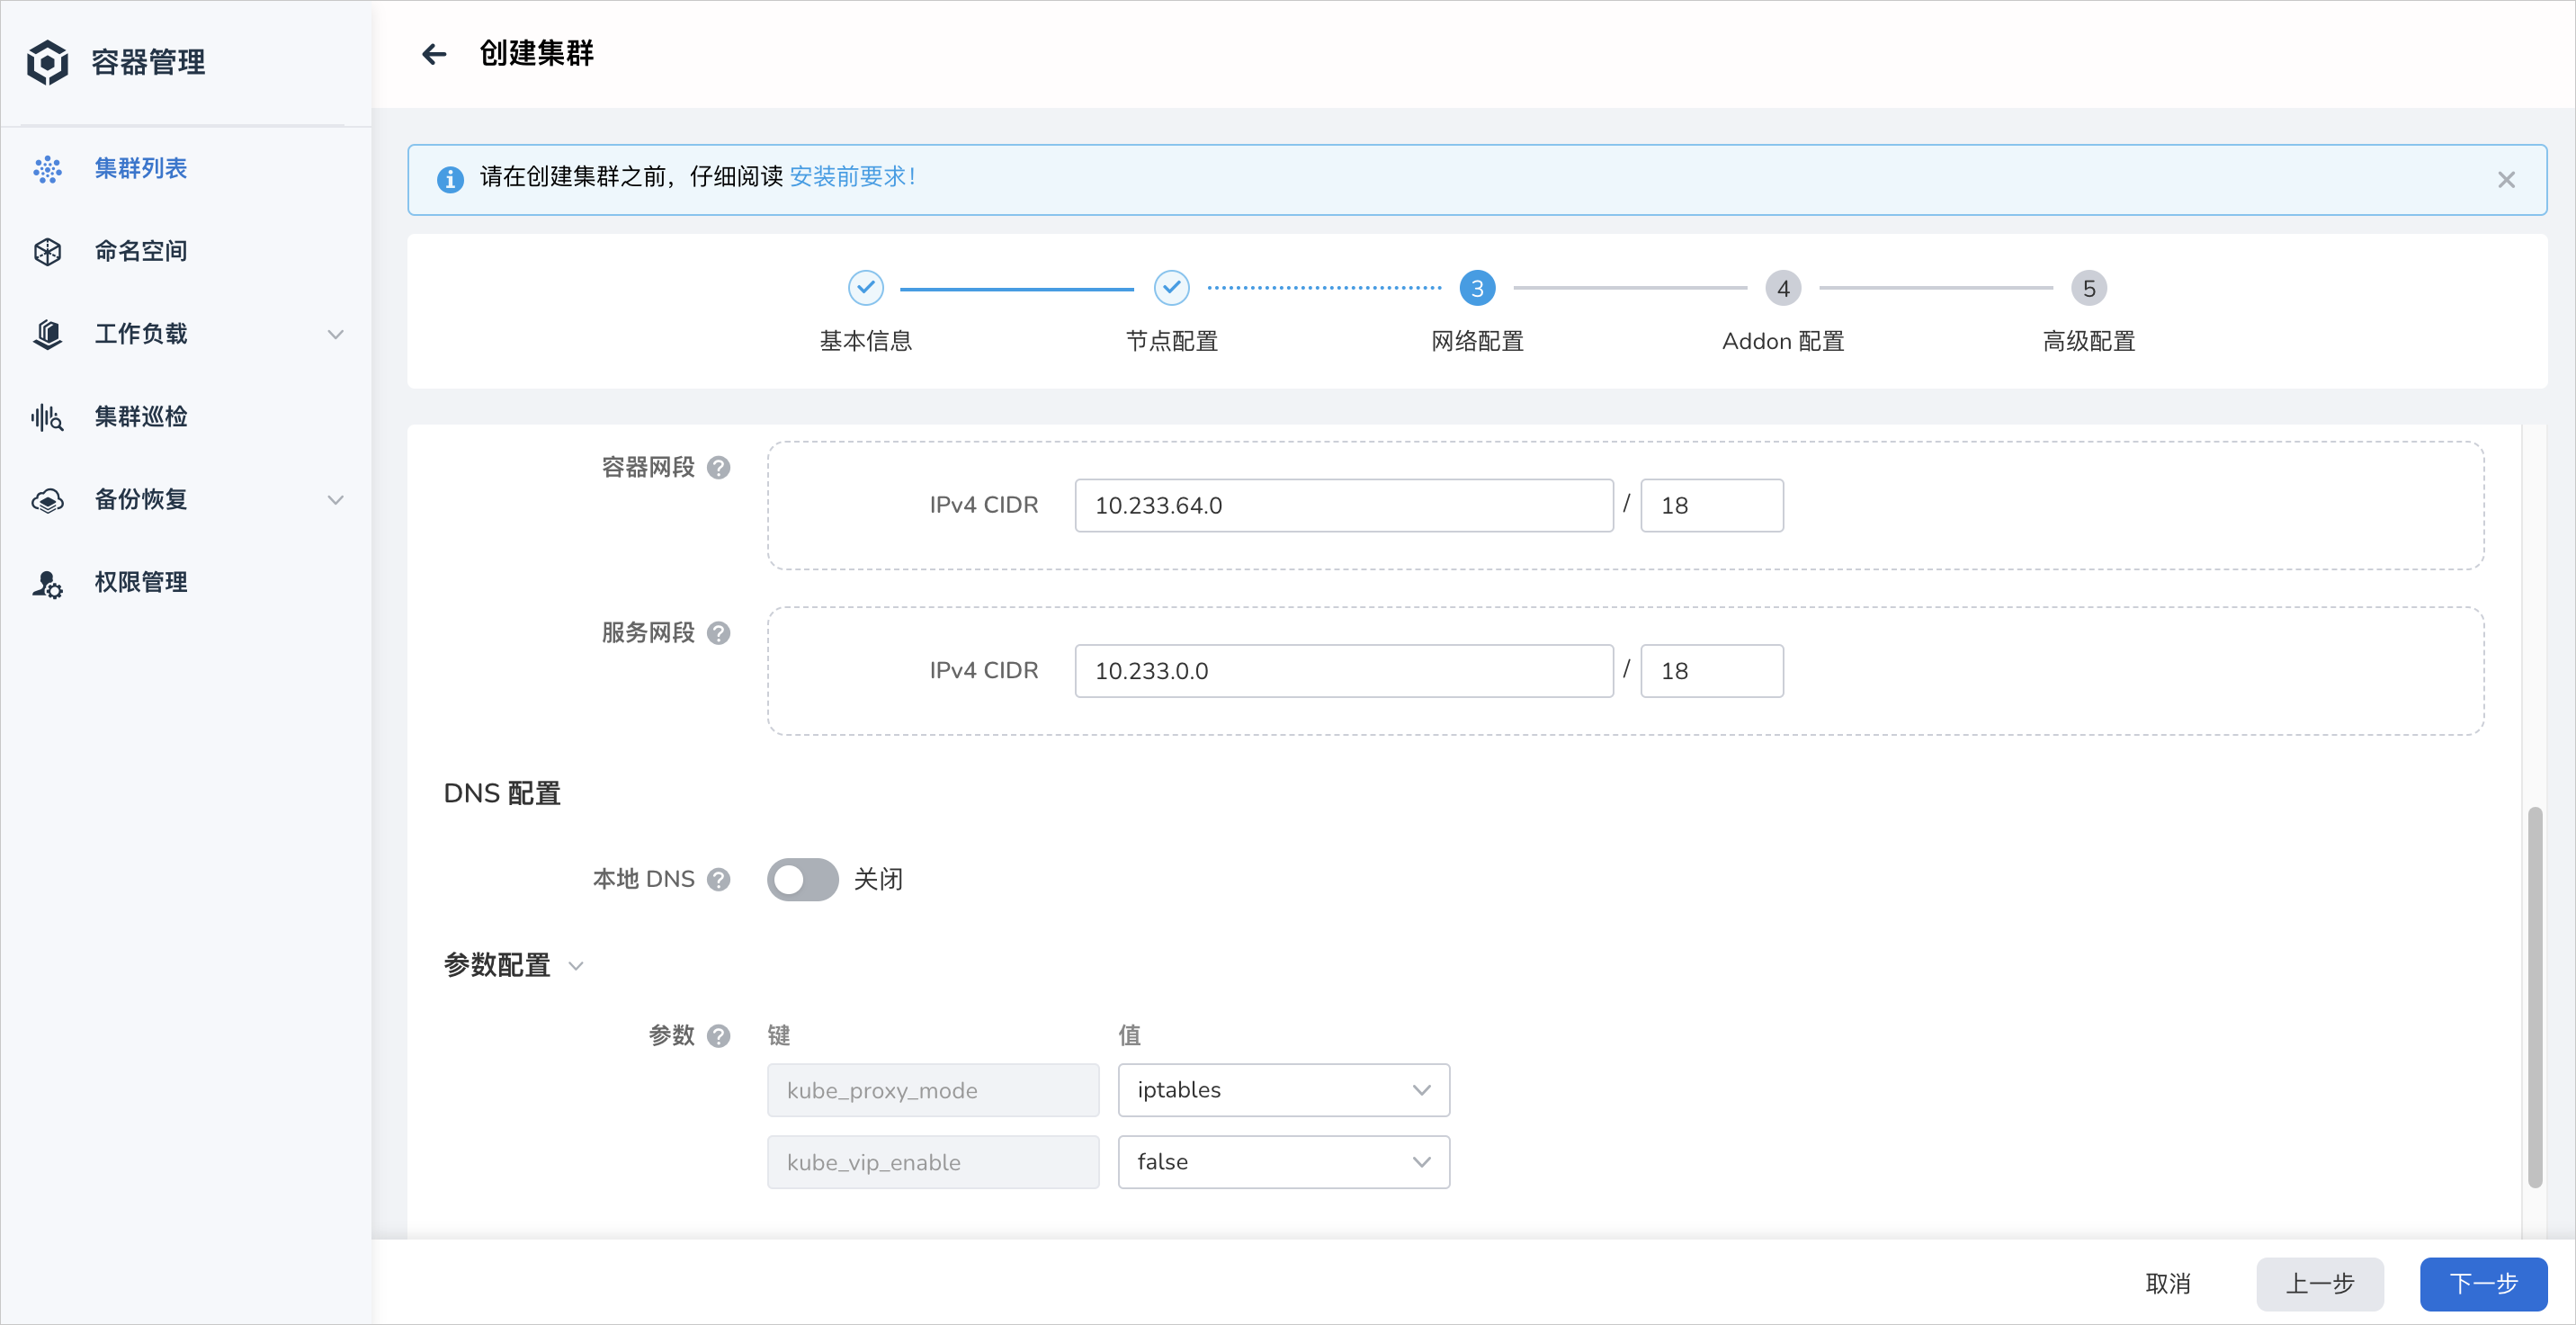 容器管理
集群列表
命名空间
工作负载
集群巡检
备份恢复
权限管理
创建集群
请在创建集群之前，仔细阅读 安装前要求！
3 4 5
基本信息 节点配置 网络配置 Addon 配置 高级配置
容器网段 ?
IPv4 CIDR 10.233.64.0 / 18
服务网段 ?
IPv4 CIDR 10.233.0.0 / 18
DNS 配置
本地 DNS ? 关闭
参数配置
参数 ? 键 值
kube_proxy_mode iptables
kube_vip_enable false
取消 上一步 下一步